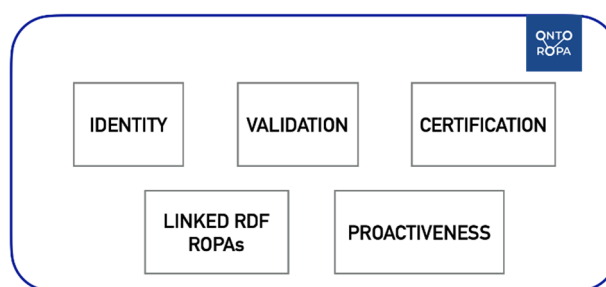 ONTO
ROPA
IDENTITY
VALIDATION
CERTIFICATION
LINKED RDF
ROPAs
PROACTIVENESS